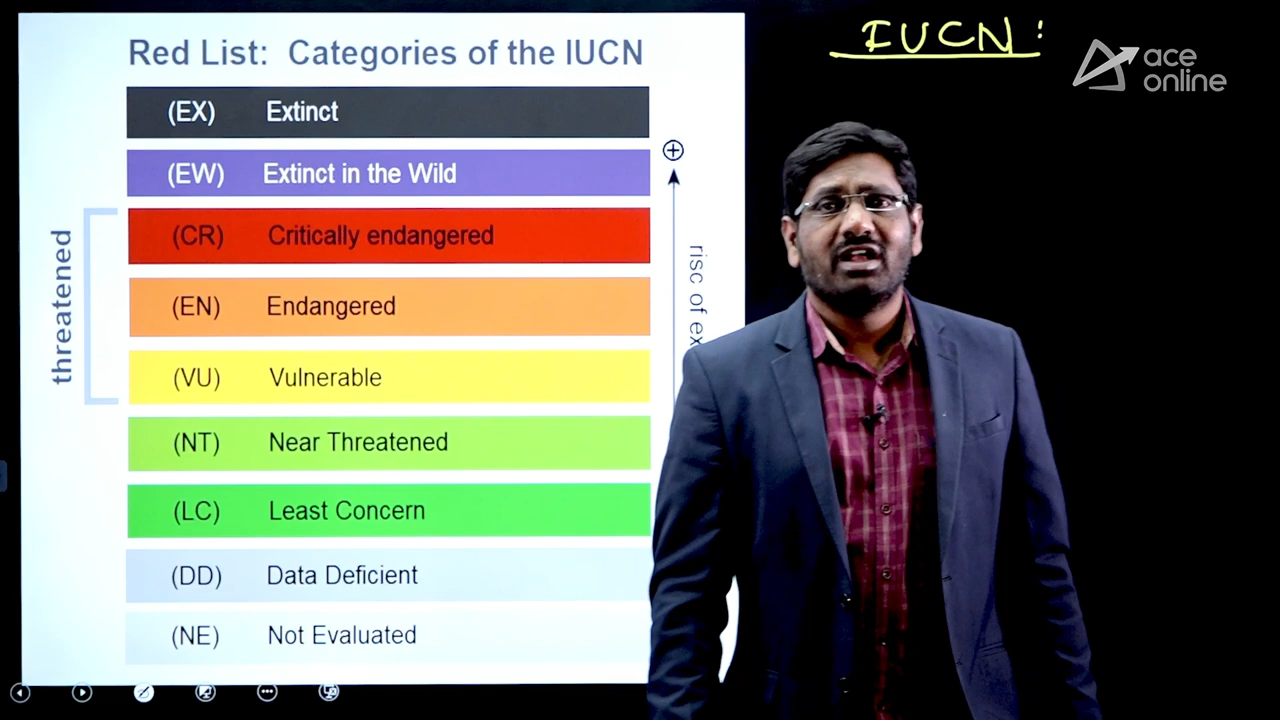 Red List: Categories of the IUCN
(EX) Extinct
(EW) Extinct in the Wild
(CR) Critically endangered
(EN) Endangered
(VU) Vulnerable
(NT) Near Threatened
(LC) Least Concern
(DD) Data Deficient
(NE) Not Evaluated
threatened
risc of ex
IUCN:
ace
online